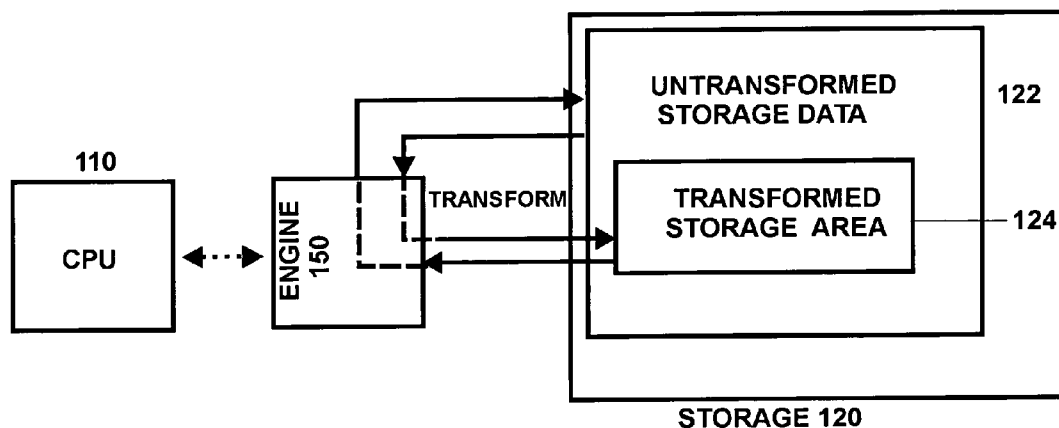 110
CPU
ENGINE
150
TRANSFORM
UNTRANSFORMED
STORAGE DATA
122
TRANSFORMED
STORAGE AREA
124
STORAGE 120